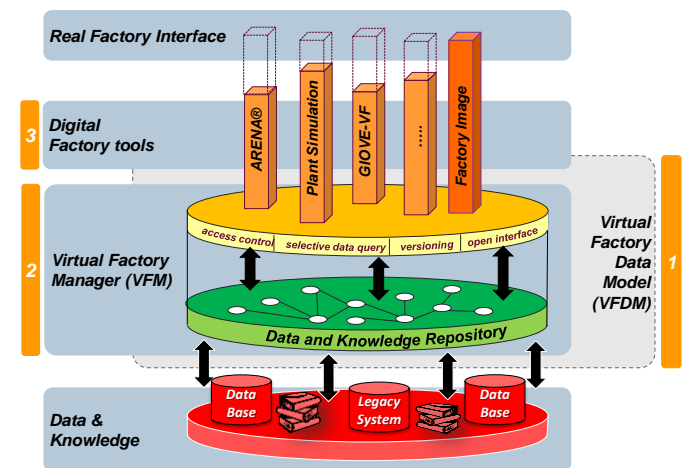 Real Factory Interface
3
Digital
Factory tools
ARENA®
Plant Simulation
GIOVE-VF
.....
Factory Image
2
Virtual Factory
Manager (VFM)
access control
selective data query
versioning
open interface
Data and Knowledge Repository
Virtual
Factory
Data
Model
(VFDM)
1
Data &
Knowledge
Data
Base
Legacy
System
Data
Base